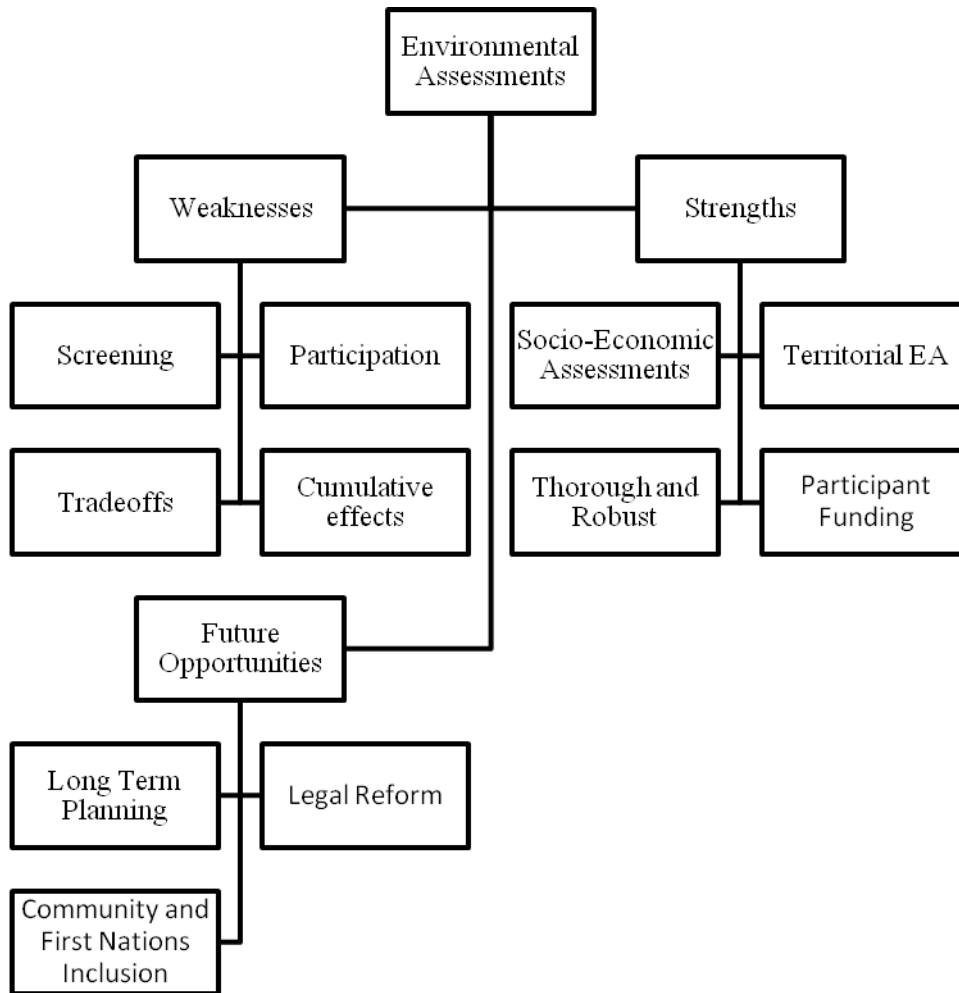 Environmental
Assessments
Weaknesses
Strengths
Screening
Participation
Socio-Economic
Assessments
Territorial EA
Tradeoffs
Cumulative
effects
Thorough and
Robust
Participant
Funding
Future
Opportunities
Long Term
Planning
Legal Reform
Community and
First Nations
Inclusion